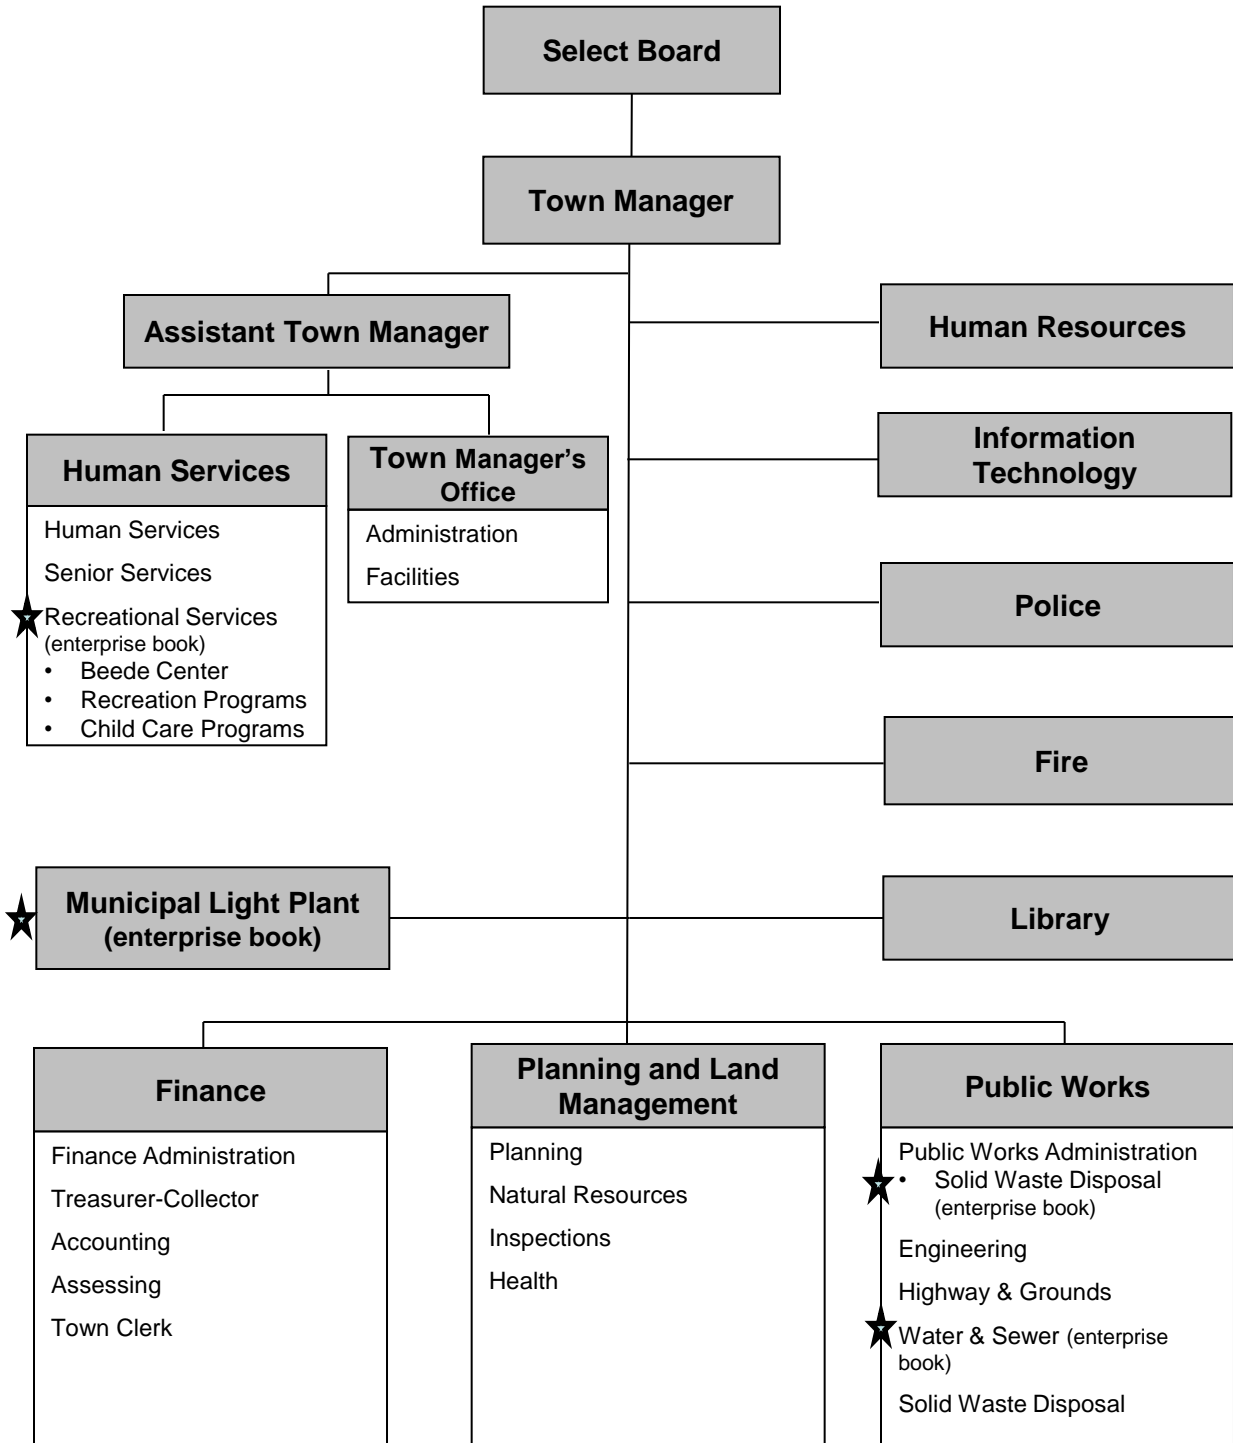 Select Board
Town Manager
Assistant Town Manager
Human Resources
Human Services
Human Services
Senior Services
Recreational Services
(enterprise book)
• Beede Center
• Recreation Programs
• Child Care Programs
Town Manager’s
Office
Administration
Facilities
Information
Technology
Police
Fire
Municipal Light Plant
(enterprise book)
Library
Finance
Finance Administration
Treasurer-Collector
Accounting
Assessing
Town Clerk
Planning and Land
Management
Planning
Natural Resources
Inspections
Health
Public Works
Public Works Administration
• Solid Waste Disposal
(enterprise book)
Engineering
Highway & Grounds
Water & Sewer (enterprise
book)
Solid Waste Disposal